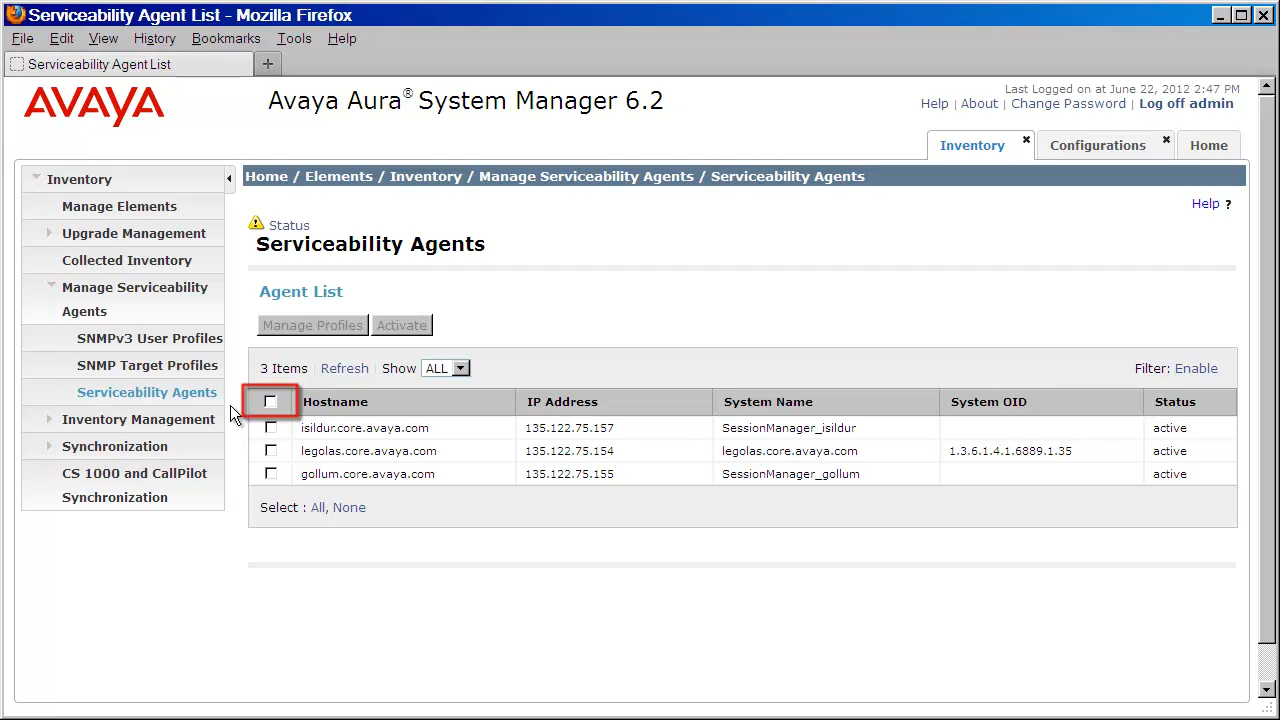 Serviceability Agent List - Mozilla Firefox
File Edit View History Bookmarks Tools Help
Serviceability Agent List +
AVAYA
Avaya Aura® System Manager 6.2
Last Logged on at June 22, 2012 2:47 PM
Help | About | Change Password | Log off admin
Inventory Configurations Home
Inventory
Manage Elements
Upgrade Management
Collected Inventory
Manage Serviceability
Agents
SNMPv3 User Profiles
SNMP Target Profiles
Serviceability Agents
Inventory Management
Synchronization
CS 1000 and CallPilot
Synchronization
Home / Elements / Inventory / Manage Serviceability Agents / Serviceability Agents
Help ?
Status
Serviceability Agents
Agent List
Manage Profiles Activate
3 Items Refresh Show ALL Filter: Enable
Hostname IP Address System Name System OID Status
isildur.core.avaya.com 135.122.75.157 SessionManager_isildur active
legolas.core.avaya.com 135.122.75.154 legolas.core.avaya.com 1.3.6.1.4.1.6889.1.35 active
gollum.core.avaya.com 135.122.75.155 SessionManager_gollum active
Select : All, None